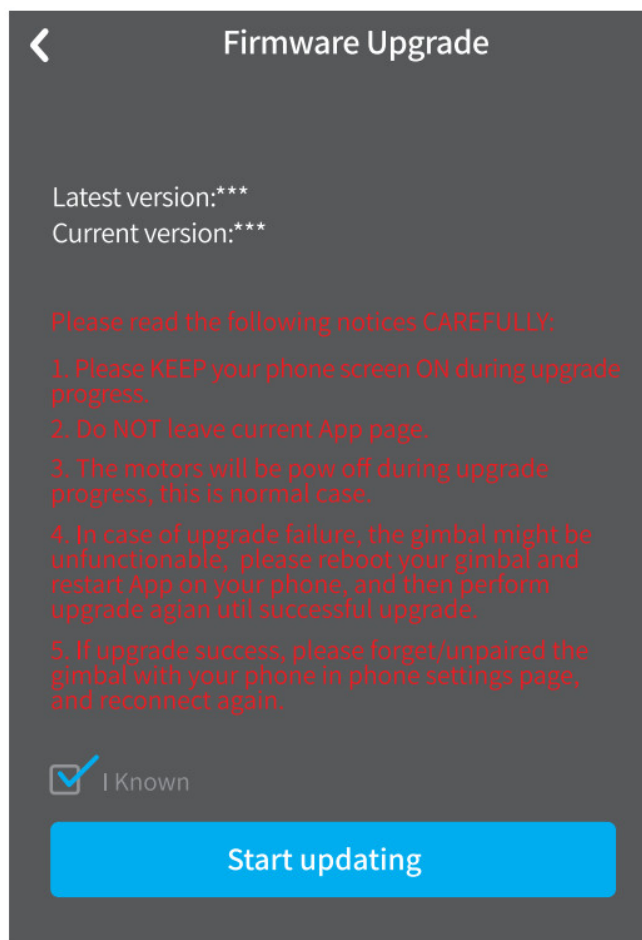 Firmware Upgrade
Latest version:***
Current version:***
Please read the following notices CAREFULLY:
1. Please KEEP your phone screen ON during upgrade
progress.
2. Do NOT leave current App page.
3. The motors will be pow off during upgrade
progress, this is normal case.
4. In case of upgrade failure, the gimbal might be
unfunctionable, please reboot your gimbal and
restart App on your phone, and then perform
upgrade agian util successful upgrade.
5. If upgrade success, please forget/unpaired the
gimbal with your phone in phone settings page,
and reconnect again.
I Known
Start updating